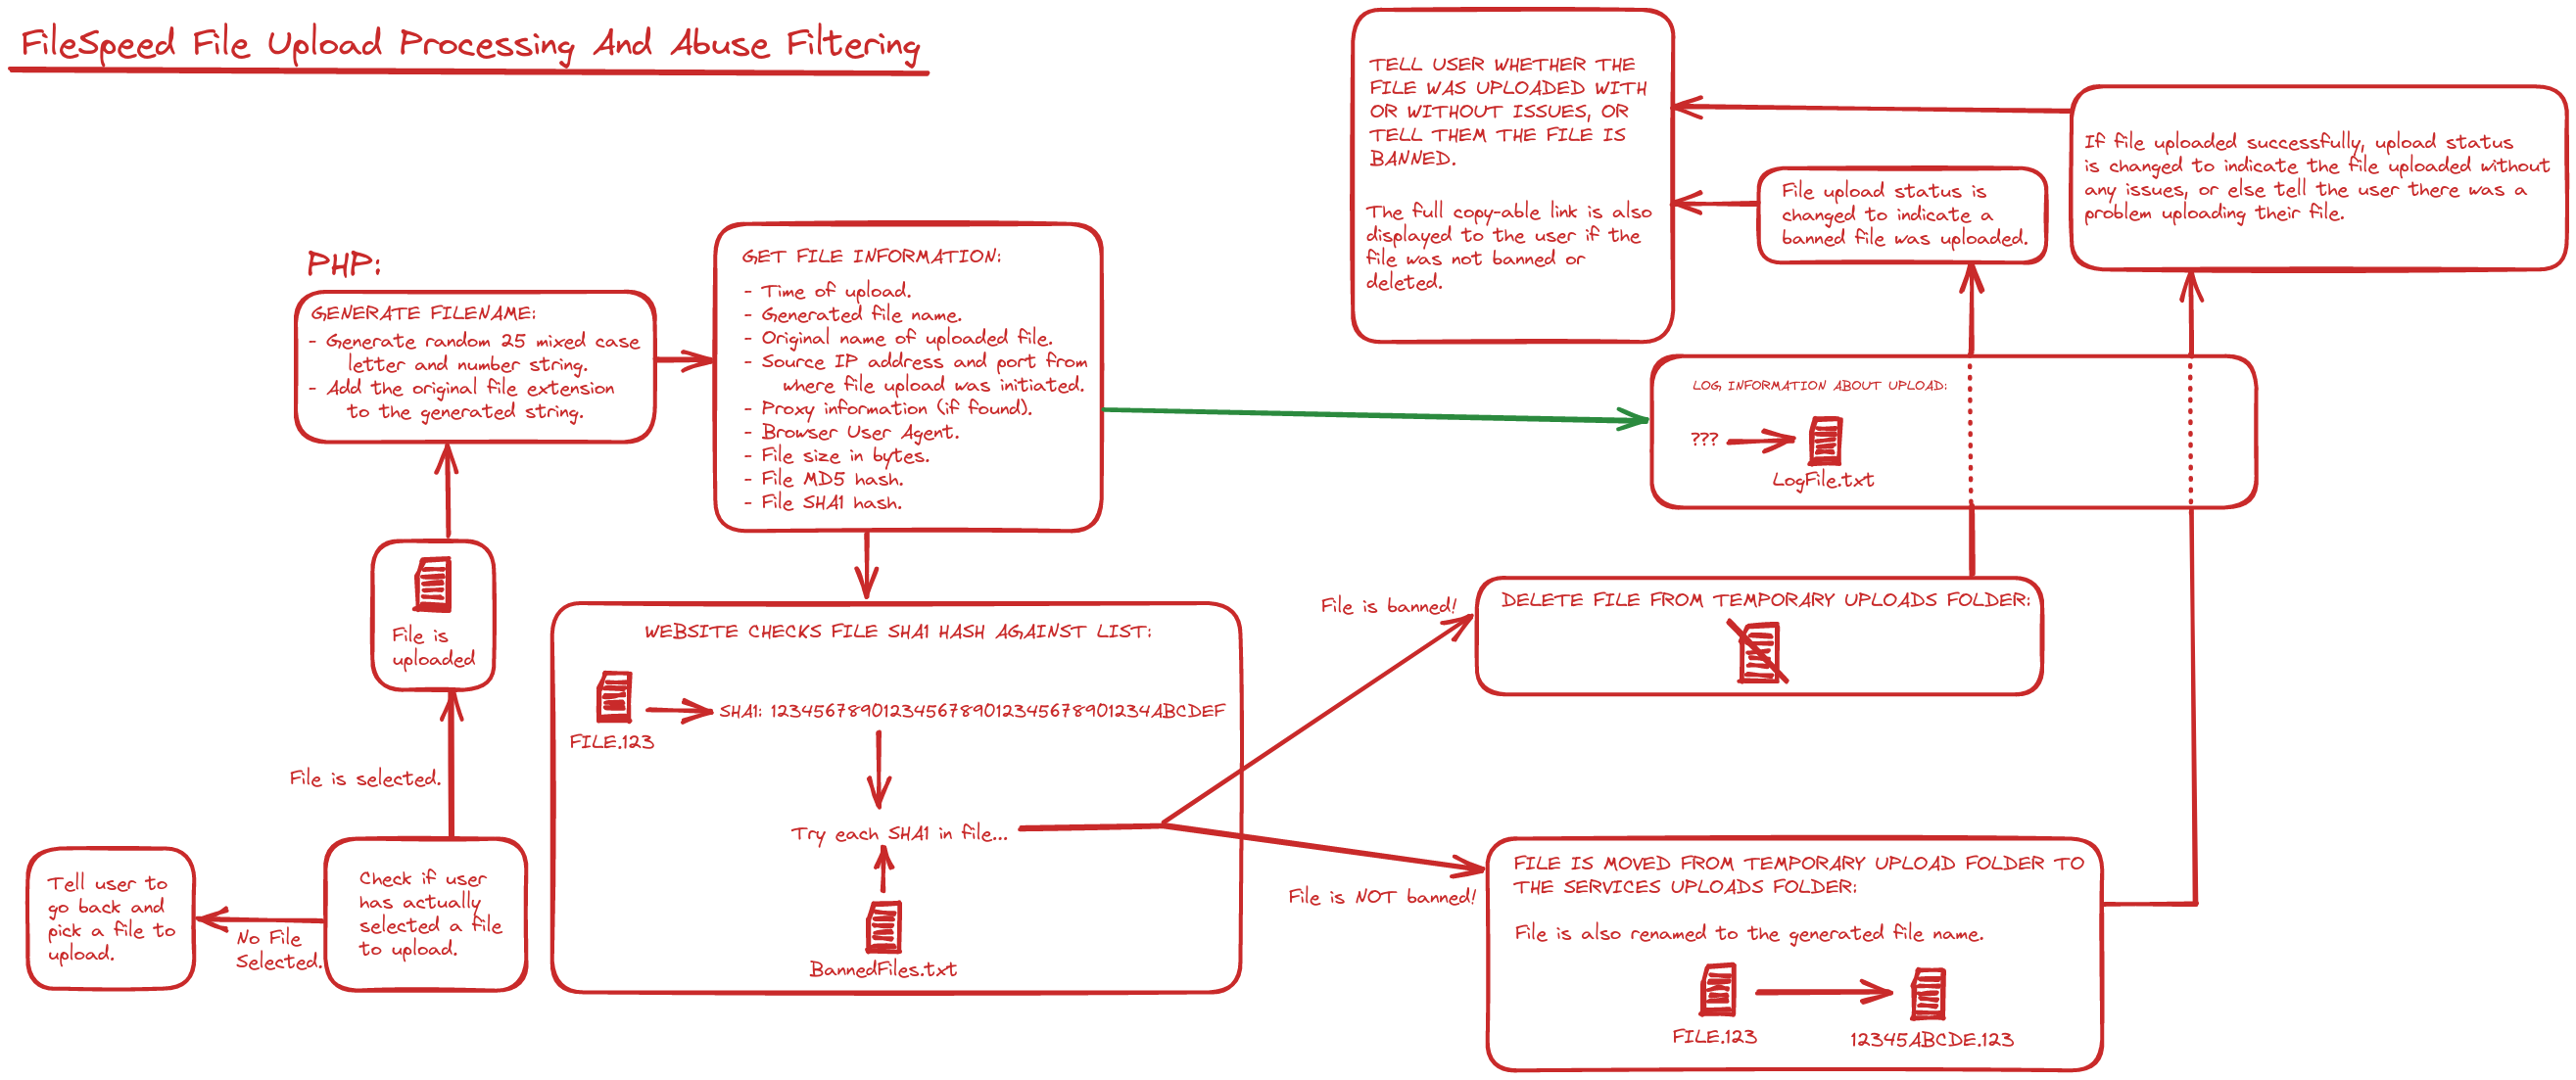 FileSpeed File Upload Processing And Abuse Filtering
TELL USER WHETHER THE
FILE WAS UPLOADED WITH
OR WITHOUT ISSUES, OR
TELL THEM THE FILE IS
BANNED.
The full copy-able link is also
displayed to the user if the
file was not banned or
deleted.
If file uploaded successfully, upload status
is changed to indicate the file uploaded without
any issues, or else tell the user there was a
problem uploading their file.
File upload status is
changed to indicate a
banned file was uploaded.
PHP:
GENERATE FILENAME:
- Generate random 25 mixed case
letter and number string.
- Add the original file extension
to the generated string.
GET FILE INFORMATION:
- Time of upload.
- Generated file name.
- Original name of uploaded file.
- Source IP address and port from
where file upload was initiated.
- Proxy information (if found).
- Browser User Agent.
- File size in bytes.
- File MD5 hash.
- File SHA1 hash.
LOG INFORMATION ABOUT UPLOAD:
???
LogFile.txt
File is
uploaded
File is banned!
DELETE FILE FROM TEMPORARY UPLOADS FOLDER:
WEBSITE CHECKS FILE SHA1 HASH AGAINST LIST:
SHA1: 1234567890123456789012345678901234ABCDEF
FILE.123
File is selected.
Try each SHA1 in file...
BannedFiles.txt
Tell user to
go back and
pick a file to
upload.
No File
Selected.
Check if user
has actually
selected a file
to upload.
File is NOT banned!
FILE IS MOVED FROM TEMPORARY UPLOAD FOLDER TO
THE SERVICES UPLOADS FOLDER:
File is also renamed to the generated file name.
FILE.123
12345ABCDE.123